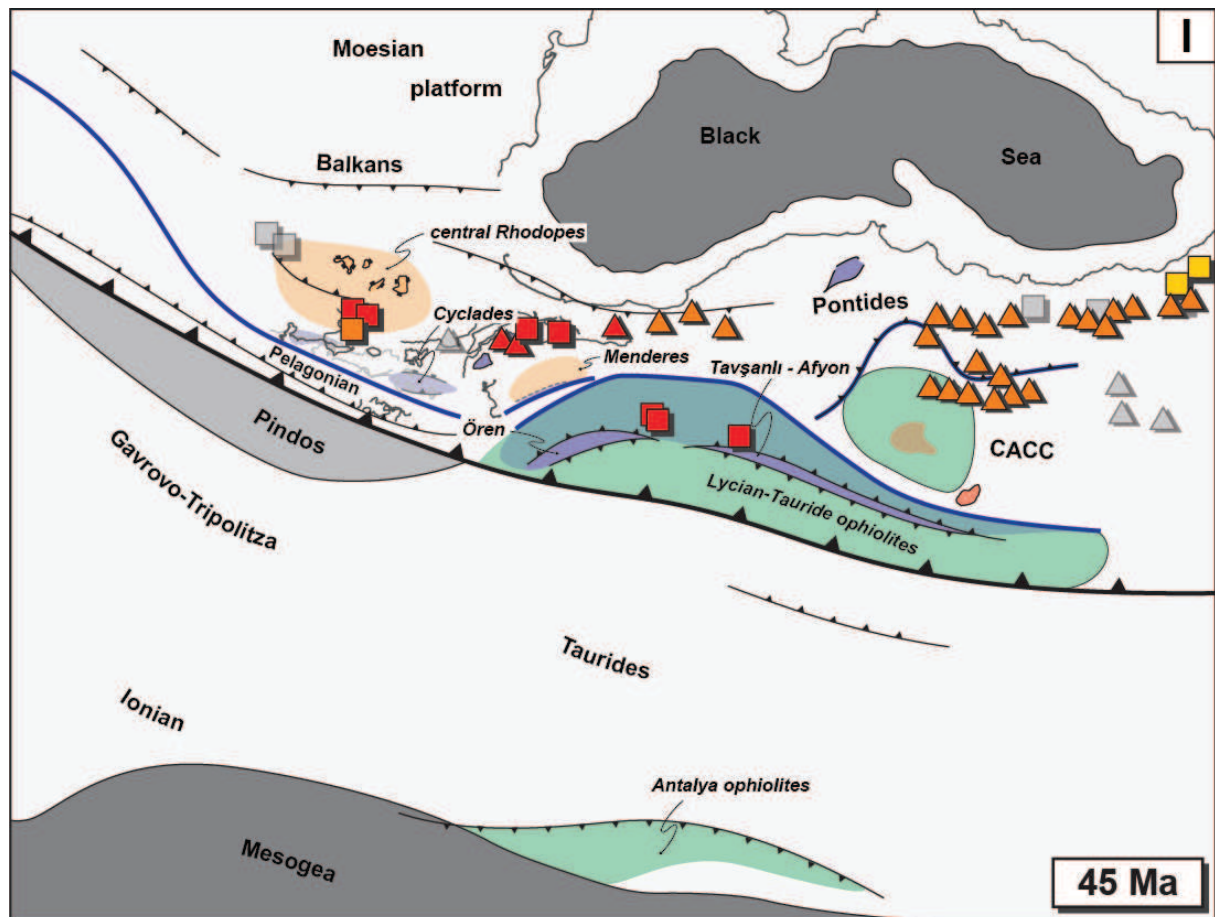 I
Moesian
platform
Black
Sea
Balkans
central Rhodopes
Pontides
Cyclades
Menderes
Pelagonian
Tavşanlı - Afyon
Pindos
Ören
CACC
Gavrovo-Tripolitza
Lycian-Tauride ophiolites
Taurides
Ionian
Antalya ophiolites
Mesogea
45 Ma